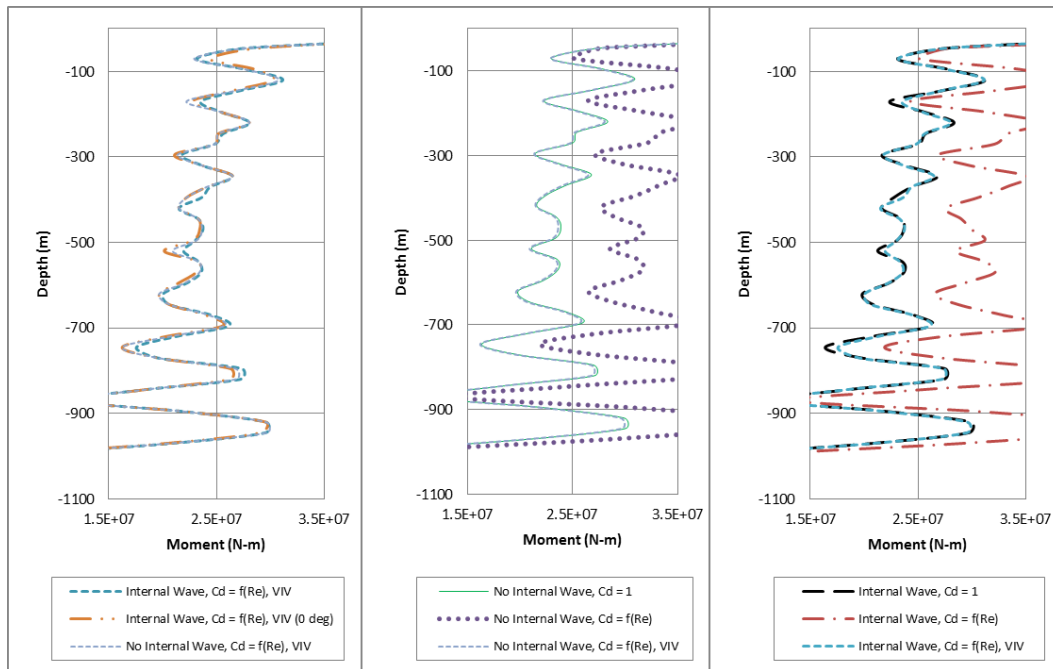 -100
-300
-500
-700
-900
-1100
Depth (m)
1.5E+07 2.5E+07 3.5E+07
Moment (N-m)
Internal Wave, Cd = f(Re), VIV
Internal Wave, Cd = f(Re), VIV (0 deg)
No Internal Wave, Cd = f(Re), VIV
-100
-300
-500
-700
-900
-1100
Depth (m)
1.5E+07 2.5E+07 3.5E+07
Moment (N-m)
No Internal Wave, Cd = 1
No Internal Wave, Cd = f(Re)
No Internal Wave, Cd = f(Re), VIV
-100
-300
-500
-700
-900
-1100
Depth (m)
1.5E+07 2.5E+07 3.5E+07
Moment (N-m)
Internal Wave, Cd = 1
Internal Wave, Cd = f(Re)
Internal Wave, Cd = f(Re), VIV